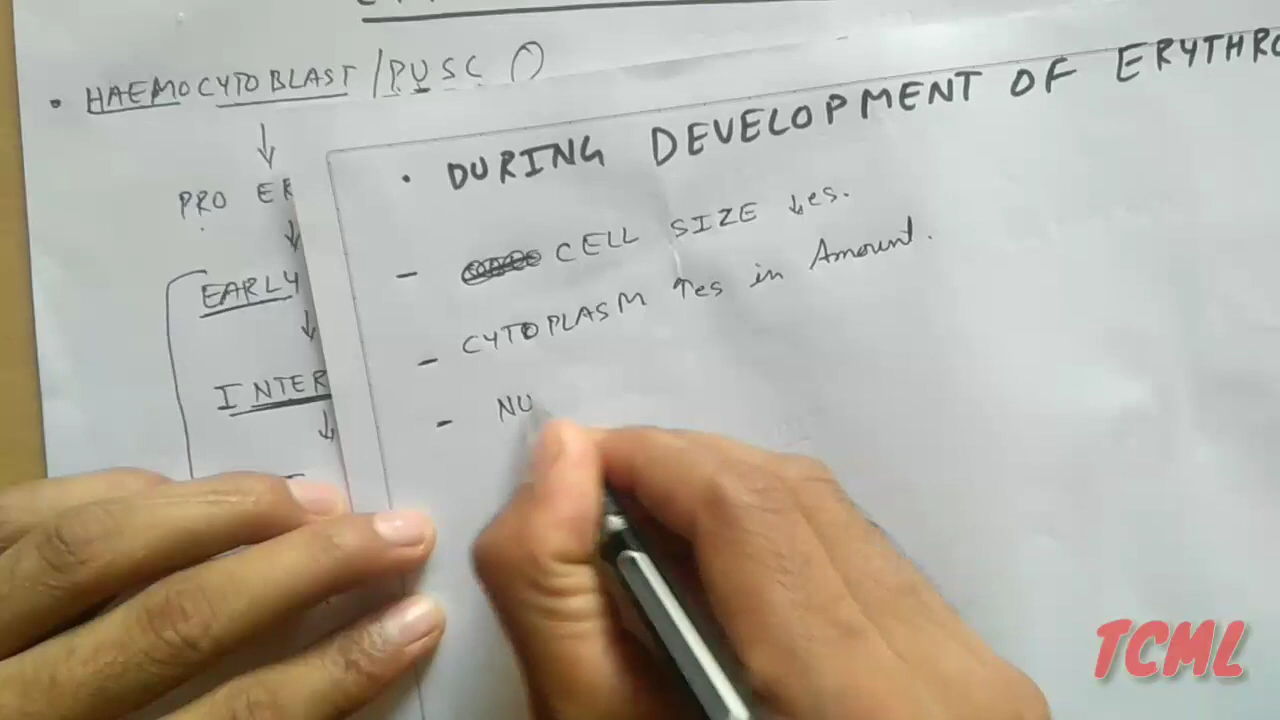 • HAEMOCYTOBLAST / PUSC
PRO ER
EARLY
INTER
• DURING DEVELOPMENT OF ERYTHRO
- CELL SIZE ↓es.
- CYTOPLASM ↑es in Amount.
- NU
TCML